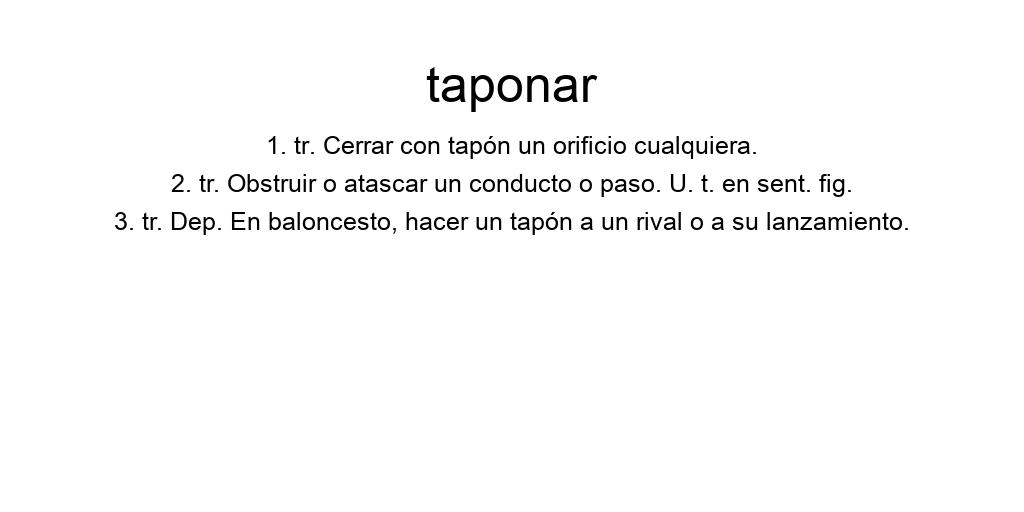 taponar
1. tr. Cerrar con tapón un orificio cualquiera.
2. tr. Obstruir o atascar un conducto o paso. U. t. en sent. fig.
3. tr. Dep. En baloncesto, hacer un tapón a un rival o a su lanzamiento.